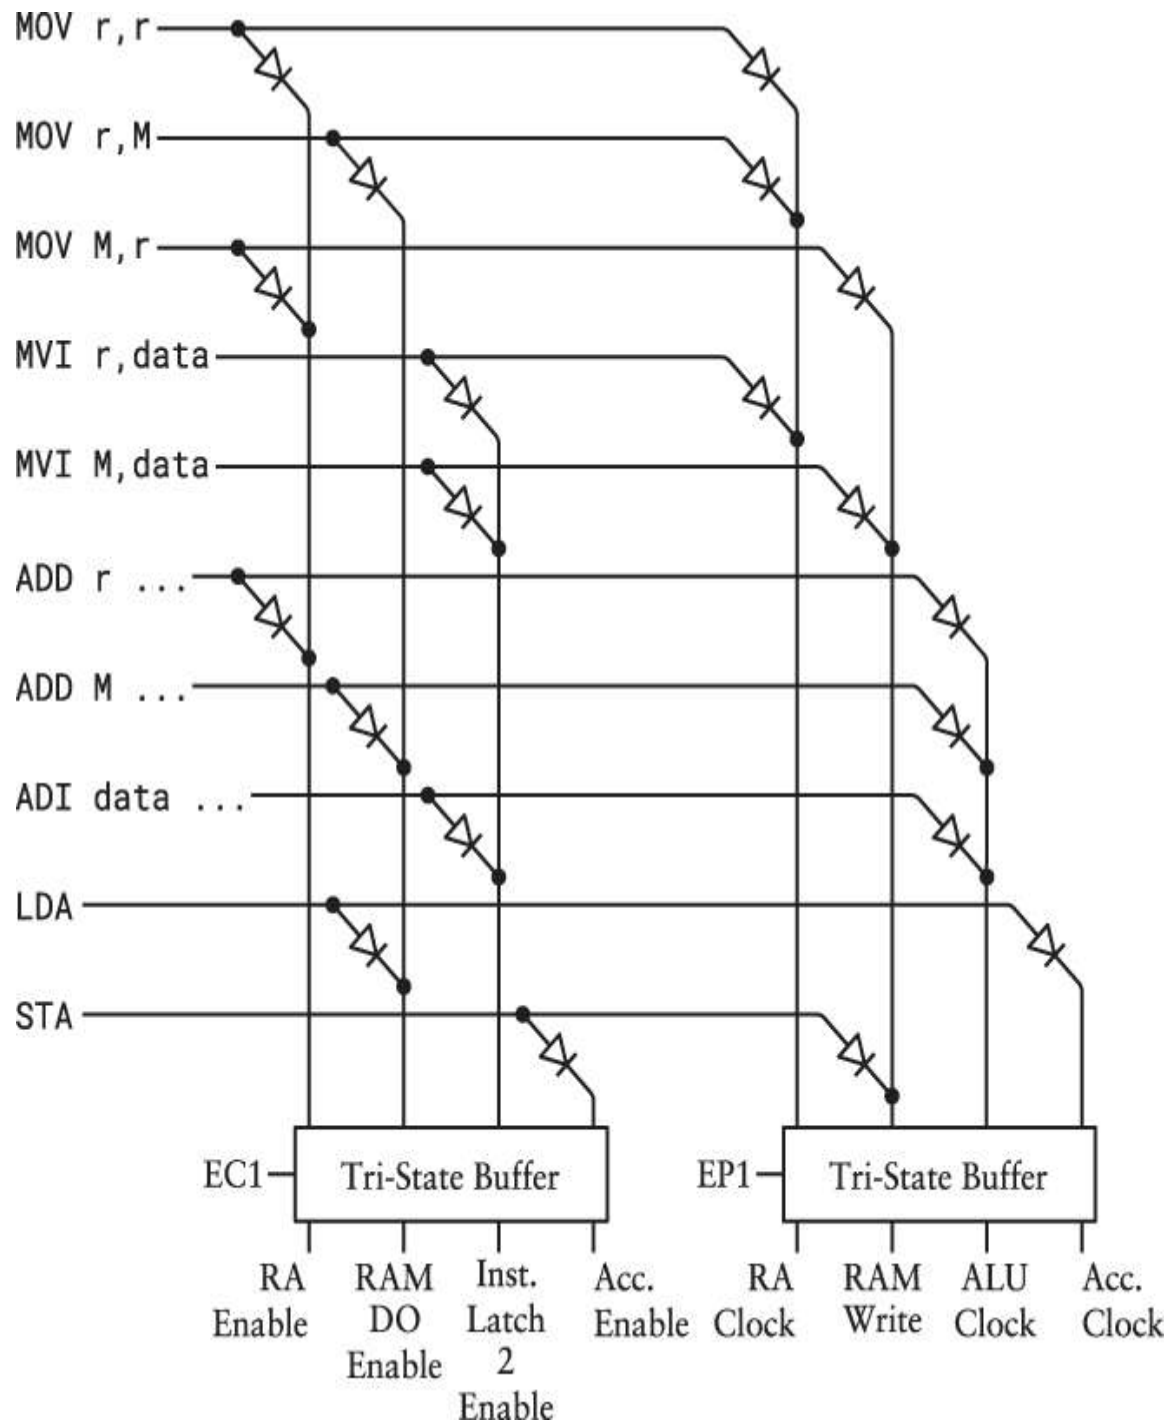 MOV r,r
MOV r,M
MOV M,r
MVI r,data
MVI M,data
ADD r ...
ADD M ...
ADI data ...
LDA
STA
EC1
Tri-State Buffer
EP1
Tri-State Buffer
RA
Enable
RAM
DO
Enable
Inst.
Latch
2
Enable
Acc.
Enable
RA
Clock
RAM
Write
ALU
Clock
Acc.
Clock